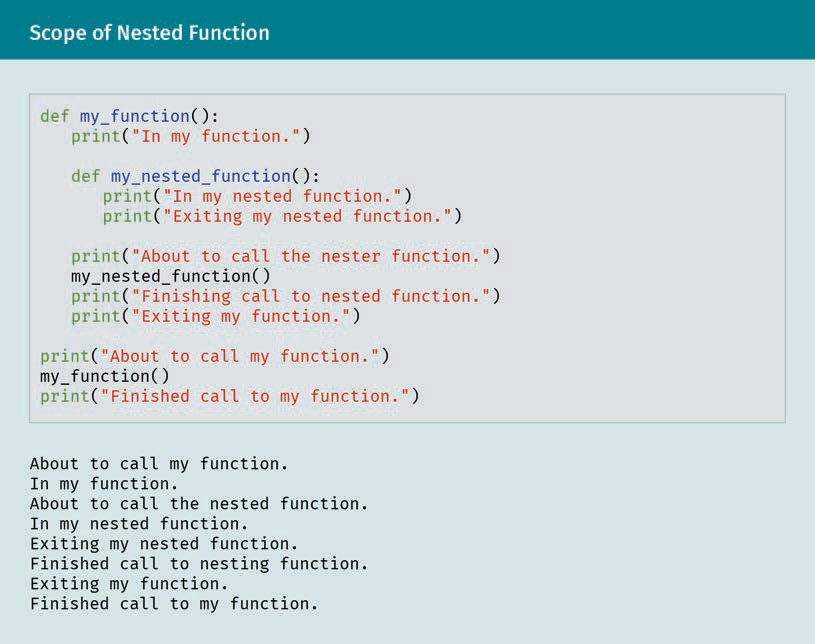 Scope of Nested Function
def my_function():
print("In my function.")
def my_nested_function():
print("In my nested function.")
print("Exiting my nested function.")
print("About to call the nester function.")
my_nested_function()
print("Finishing call to nested function.")
print("Exiting my function.")
print("About to call my function.")
my_function()
print("Finished call to my function.")
About to call my function.
In my function.
About to call the nested function.
In my nested function.
Exiting my nested function.
Finished call to nesting function.
Exiting my function.
Finished call to my function.